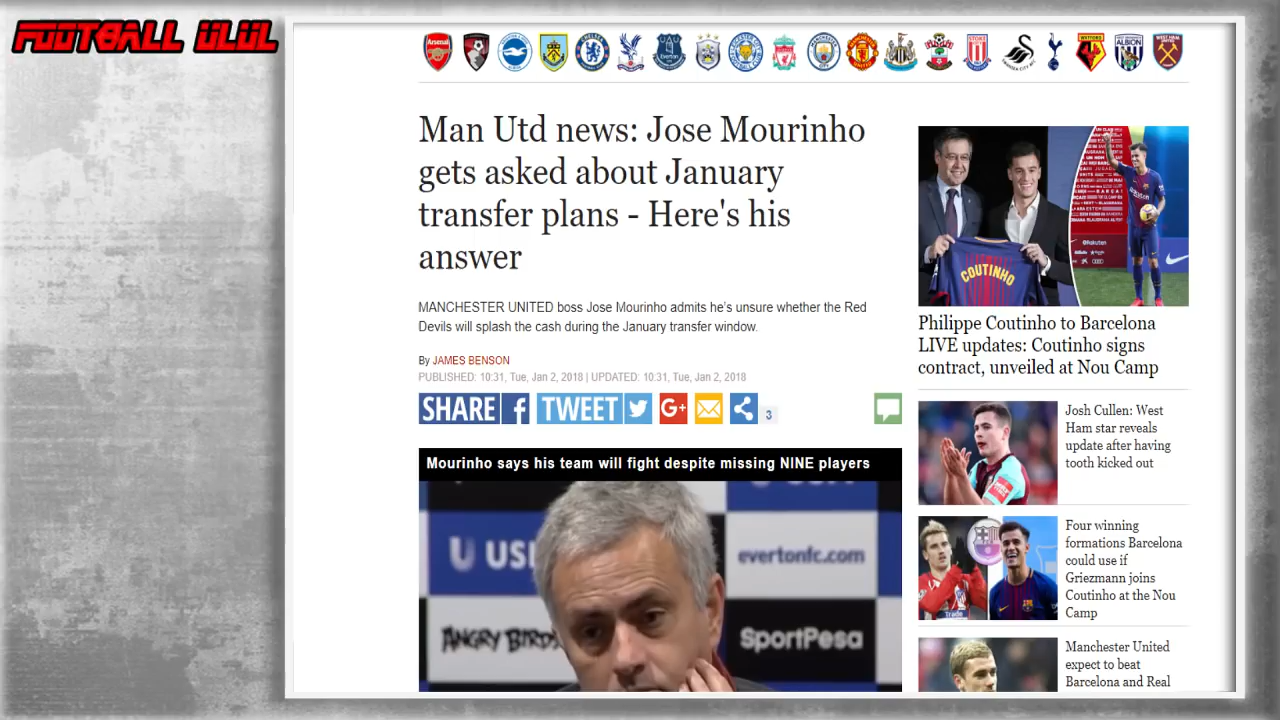 FOOTBALL ULUL
Man Utd news: Jose Mourinho
gets asked about January
transfer plans - Here's his
answer
MANCHESTER UNITED boss Jose Mourinho admits he's unsure whether the Red
Devils will splash the cash during the January transfer window.
By JAMES BENSON
PUBLISHED: 10:31, Tue, Jan 2, 2018 | UPDATED: 10:31, Tue, Jan 2, 2018
SHARE f TWEET G+ 3
Mourinho says his team will fight despite missing NINE players
USM
evertonfc.com
ANGRY BIRDS
SportPesa
COUTINHO
Rakuten
Philippe Coutinho to Barcelona
LIVE updates: Coutinho signs
contract, unveiled at Nou Camp
Josh Cullen: West
Ham star reveals
update after having
tooth kicked out
Four winning
formations Barcelona
could use if
Griezmann joins
Coutinho at the Nou
Camp
Manchester United
expect to beat
Barcelona and Real